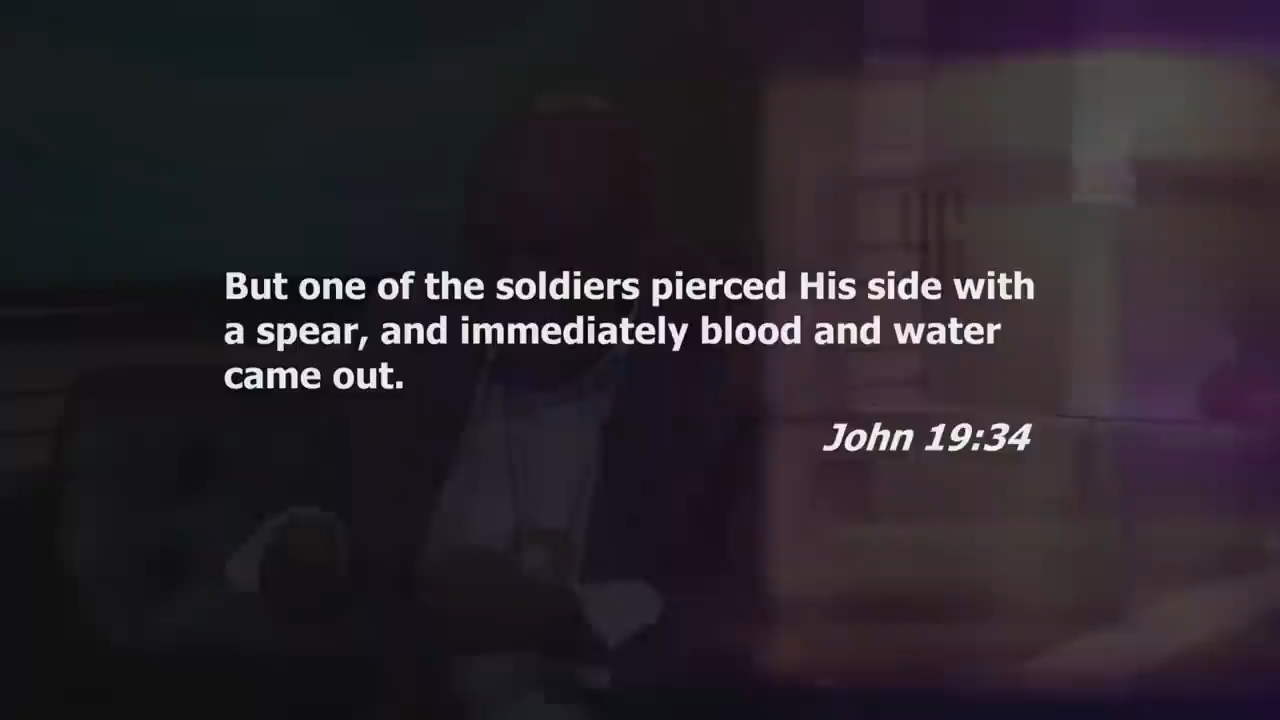 But one of the soldiers pierced His side with
a spear, and immediately blood and water
came out.
John 19:34